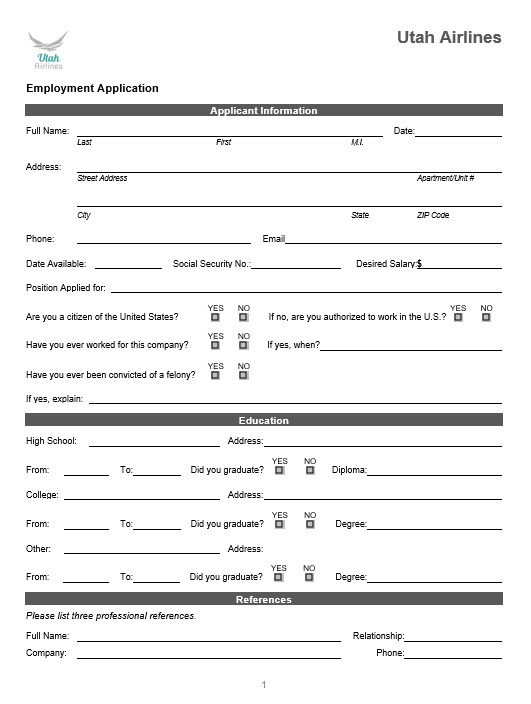 Utah Airlines
Utah
Airlines
Employment Application
Applicant Information
Full Name: Date:
Last First M.I.
Address:
Street Address Apartment/Unit #
City State ZIP Code
Phone: Email
Date Available: Social Security No.: Desired Salary:$
Position Applied for:
YES NO YES NO
Are you a citizen of the United States? If no, are you authorized to work in the U.S.?
YES NO
Have you ever worked for this company? If yes, when?
YES NO
Have you ever been convicted of a felony?
If yes, explain:
Education
High School: Address:
YES NO
From: To: Did you graduate? Diploma:
College: Address:
YES NO
From: To: Did you graduate? Degree:
Other: Address:
YES NO
From: To: Did you graduate? Degree:
References
Please list three professional references.
Full Name: Relationship:
Company: Phone:
1